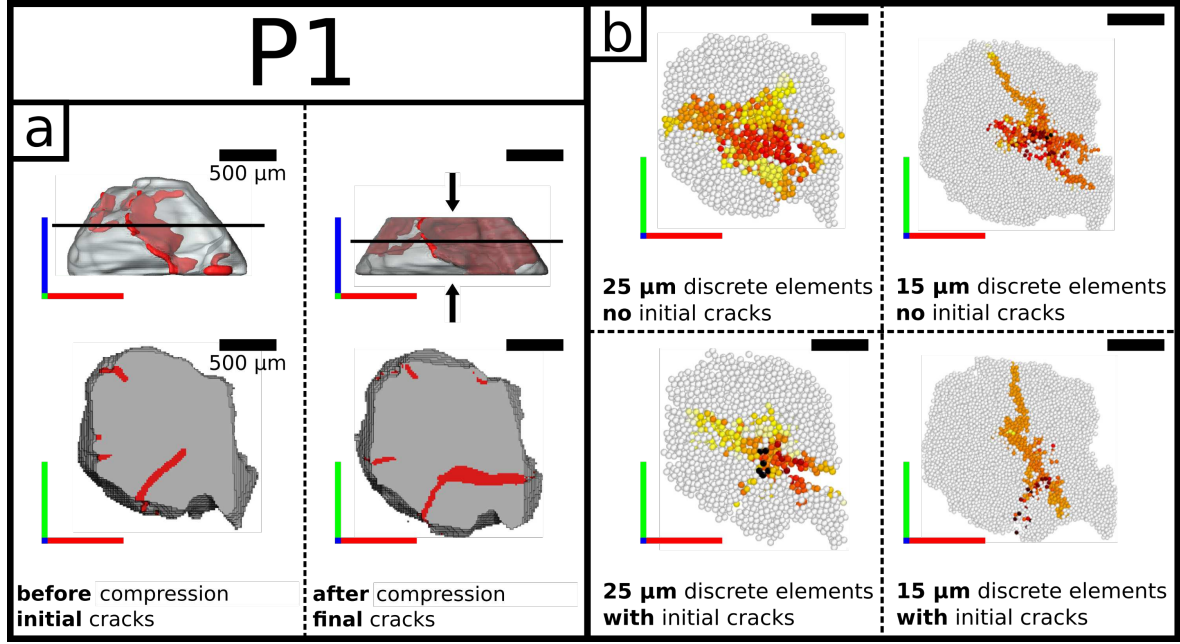 P1
a
500 μm
500 μm
before compression
initial cracks
after compression
final cracks
b
25 μm discrete elements
no initial cracks
15 μm discrete elements
no initial cracks
25 μm discrete elements
with initial cracks
15 μm discrete elements
with initial cracks